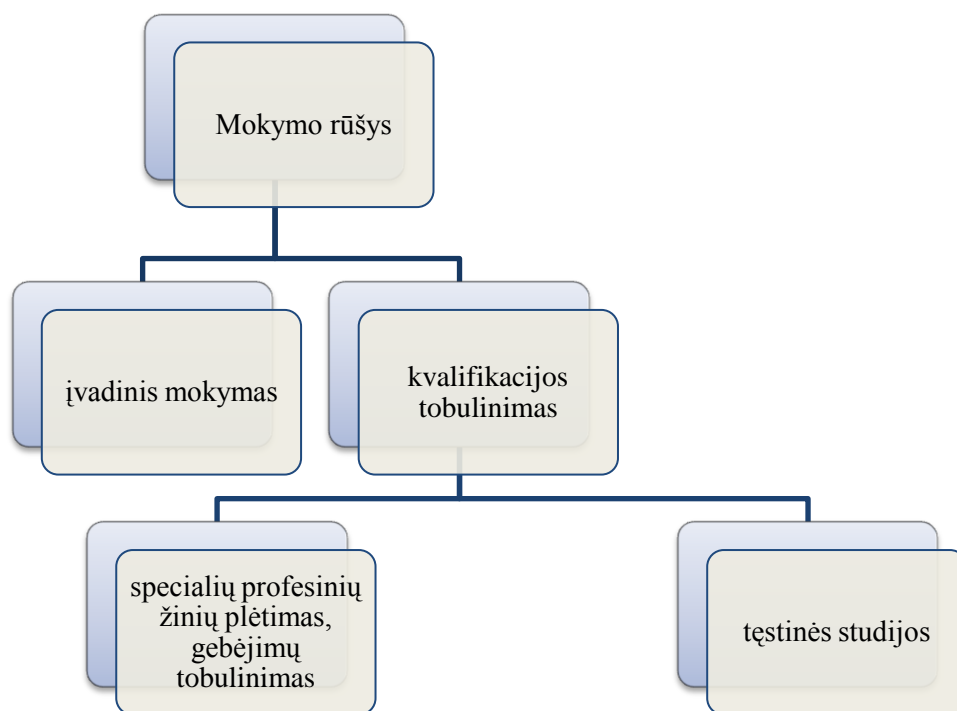 Mokymo rūšys
įvadinis mokymas
kvalifikacijos
tobulinimas
specialių profesinių
žinių plėtimas,
gebėjimų
tobulinimas
tęstinės studijos